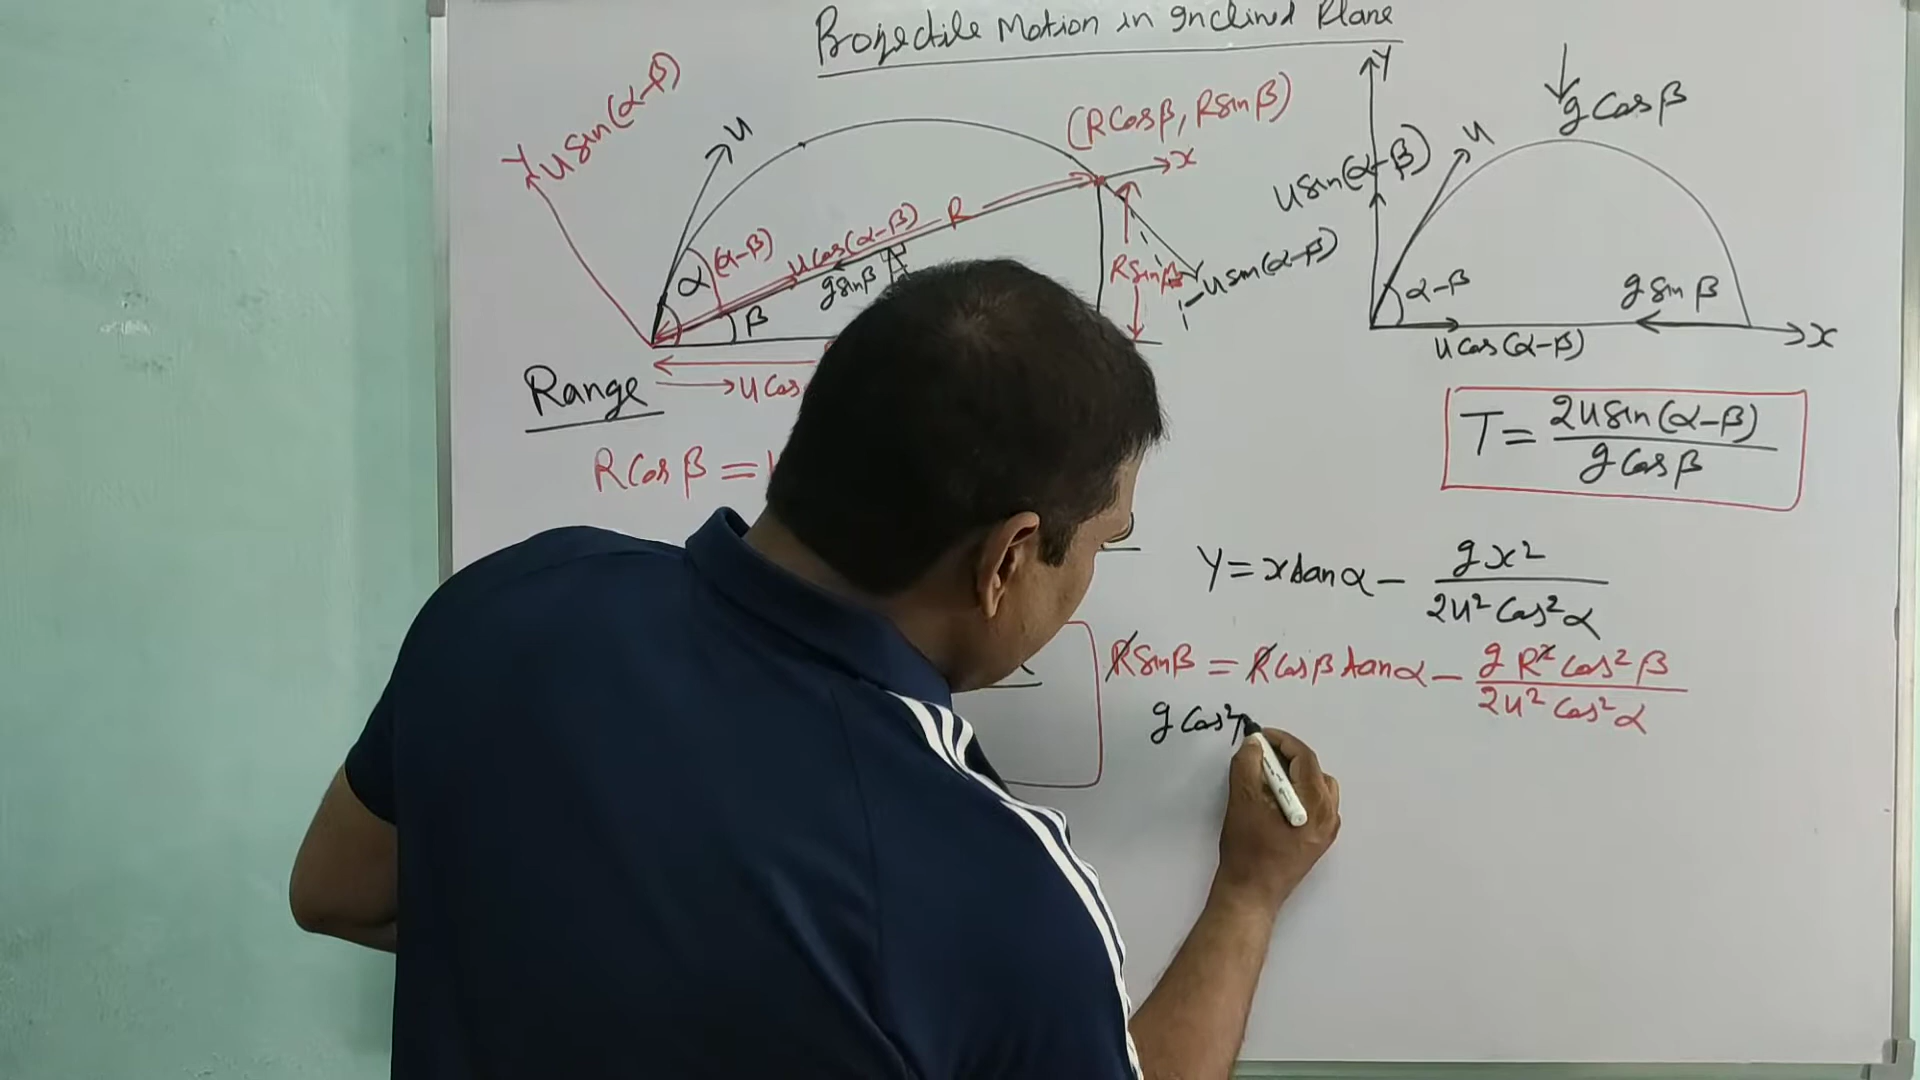 Projectile Motion in Inclined Plane
Y
u sin(α-β)
u
(R Cos β, R sin β)
x
α
(α-β)
u cos(α-β)
R
g sin β
β
R sin β
u sin(α-β)
Y
g Cos β
u
u sin(α-β)
α-β
g sin β
u cos(α-β)
x
Range
u Cos
R Cos β =
T = 2u sin(α-β) / g Cos β
Y = x tan α - g x² / 2u² Cos² α
R sin β = R Cos β tan α - g R² Cos² β / 2u² Cos² α
g Cos² β